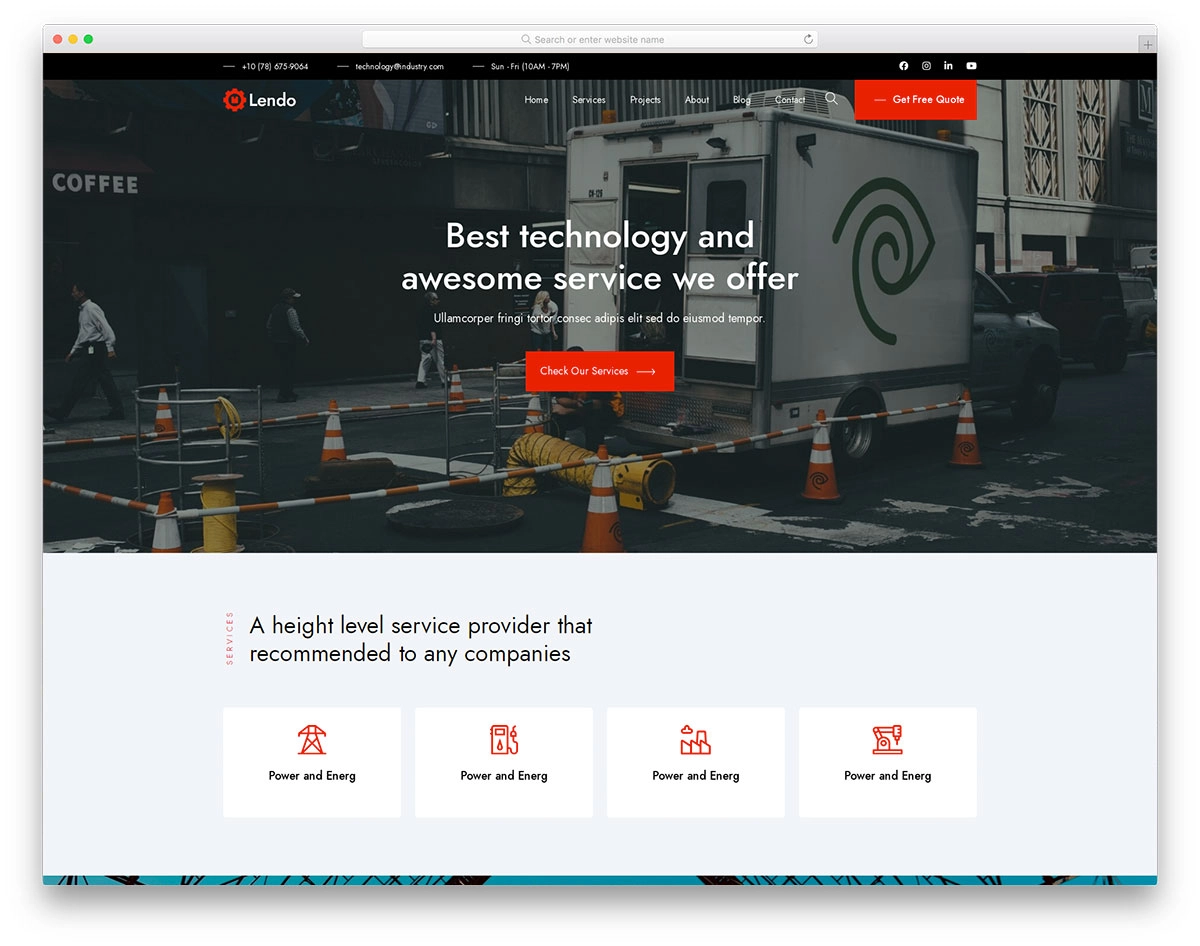 Search or enter website name
+10 (78) 675-9064 technology@industry.com Sun - Fri (10AM - 7PM)
M Lendo Home Services Projects About Blog Contact Get Free Quote
COFFEE
CN-128
Best technology and
awesome service we offer
Ullamcorper fringi tortor consec adipis elit sed do eiusmod tempor.
Check Our Services
SERVICES
A height level service provider that
recommended to any companies
Power and Energ Power and Energ Power and Energ Power and Energ